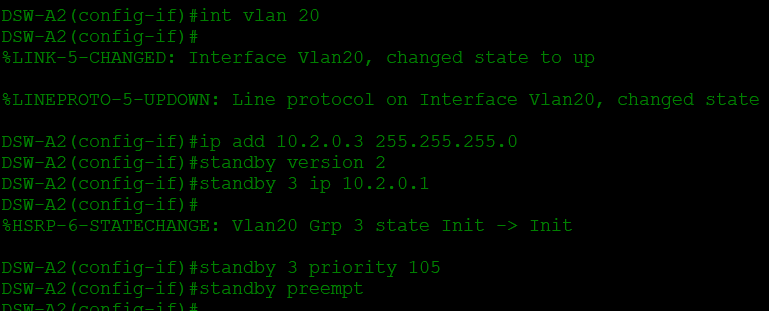 DSW-A2(config-if)#int vlan 20
DSW-A2(config-if)#
%LINK-5-CHANGED: Interface Vlan20, changed state to up
%LINEPROTO-5-UPDOWN: Line protocol on Interface Vlan20, changed state
DSW-A2(config-if)#ip add 10.2.0.3 255.255.255.0
DSW-A2(config-if)#standby version 2
DSW-A2(config-if)#standby 3 ip 10.2.0.1
DSW-A2(config-if)#
%HSRP-6-STATECHANGE: Vlan20 Grp 3 state Init -> Init
DSW-A2(config-if)#standby 3 priority 105
DSW-A2(config-if)#standby preempt
DSW-A2(config-if)#